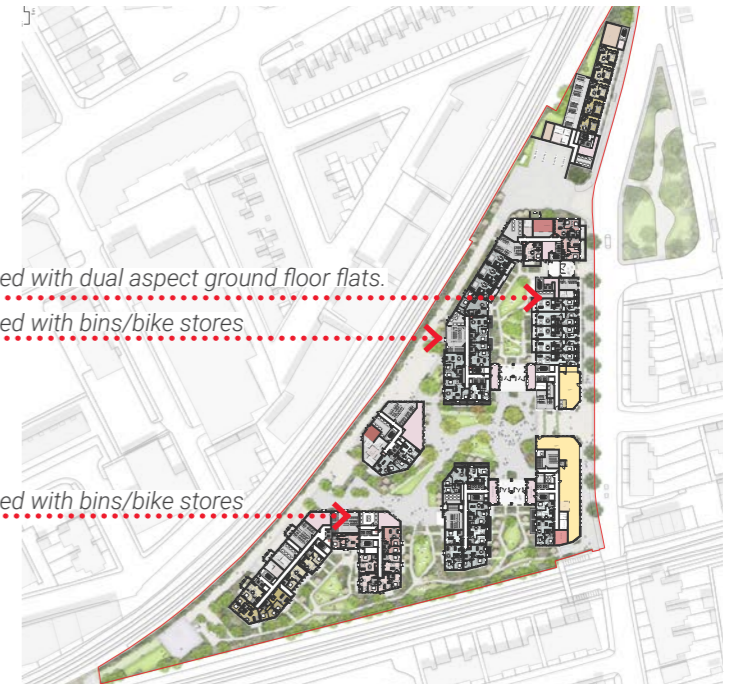 ed with dual aspect ground floor flats.
ed with bins/bike stores
ed with bins/bike stores